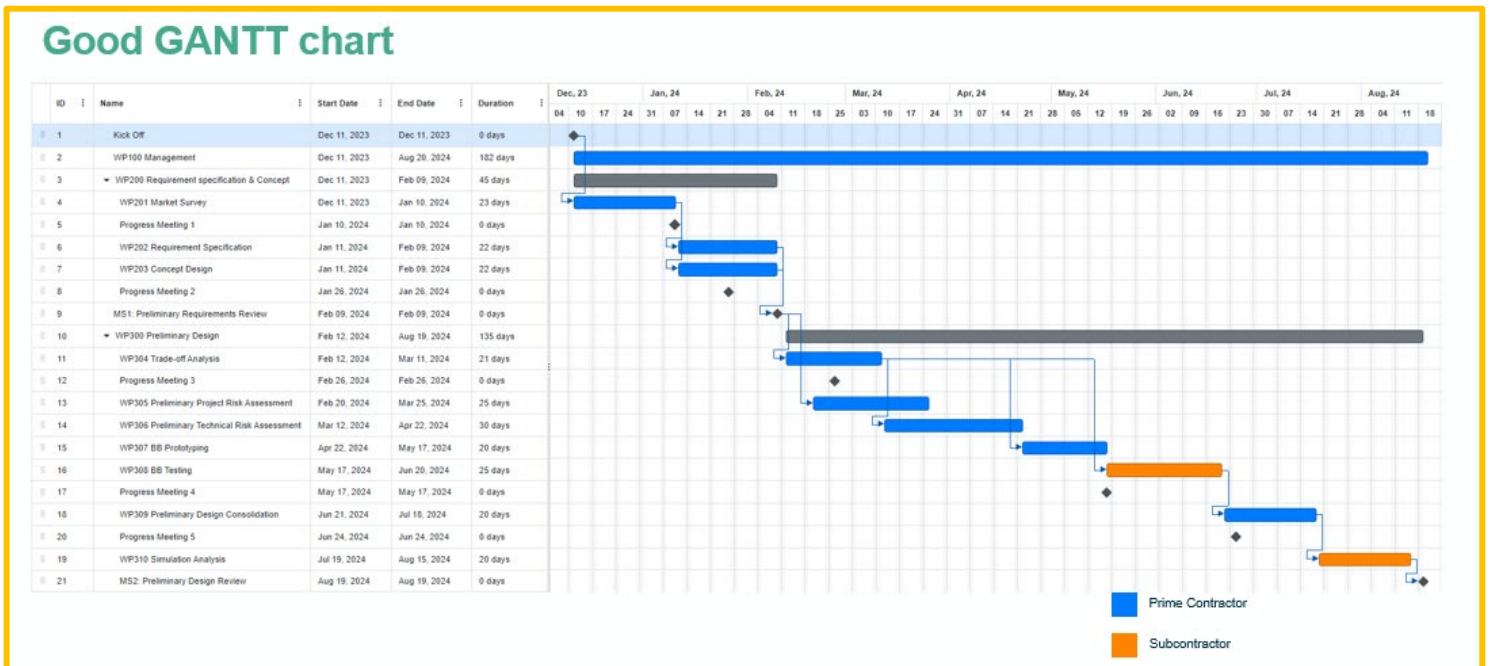 Good GANTT chart
ID Name Start Date End Date Duration Dec, 23 Jan, 24 Feb, 24 Mar, 24 Apr, 24 May, 24 Jun, 24 Jul, 24 Aug, 24
04 10 17 24 31 07 14 21 28 04 11 18 25 03 10 17 24 31 07 14 21 28 05 12 19 26 02 09 16 23 30 07 14 21 28 04 11 18
1 Kick Off Dec 11, 2023 Dec 11, 2023 0 days
2 WP100 Management Dec 11, 2023 Aug 20, 2024 182 days
3 WP200 Requirement specification & Concept Dec 11, 2023 Feb 09, 2024 45 days
4 WP201 Market Survey Dec 11, 2023 Jan 10, 2024 23 days
5 Progress Meeting 1 Jan 10, 2024 Jan 10, 2024 0 days
6 WP202 Requirement Specification Jan 11, 2024 Feb 09, 2024 22 days
7 WP203 Concept Design Jan 11, 2024 Feb 09, 2024 22 days
8 Progress Meeting 2 Jan 26, 2024 Jan 26, 2024 0 days
9 MS1: Preliminary Requirements Review Feb 09, 2024 Feb 09, 2024 0 days
10 WP300 Preliminary Design Feb 12, 2024 Aug 19, 2024 135 days
11 WP304 Trade-off Analysis Feb 12, 2024 Mar 11, 2024 21 days
12 Progress Meeting 3 Feb 26, 2024 Feb 26, 2024 0 days
13 WP305 Preliminary Project Risk Assessment Feb 20, 2024 Mar 25, 2024 25 days
14 WP306 Preliminary Technical Risk Assessment Mar 12, 2024 Apr 22, 2024 30 days
15 WP307 BB Prototyping Apr 22, 2024 May 17, 2024 20 days
16 WP308 BB Testing May 17, 2024 Jun 20, 2024 25 days
17 Progress Meeting 4 May 17, 2024 May 17, 2024 0 days
18 WP309 Preliminary Design Consolidation Jun 21, 2024 Jul 18, 2024 20 days
20 Progress Meeting 5 Jun 24, 2024 Jun 24, 2024 0 days
19 WP310 Simulation Analysis Jul 19, 2024 Aug 15, 2024 20 days
21 MS2: Preliminary Design Review Aug 19, 2024 Aug 19, 2024 0 days
Prime Contractor
Subcontractor